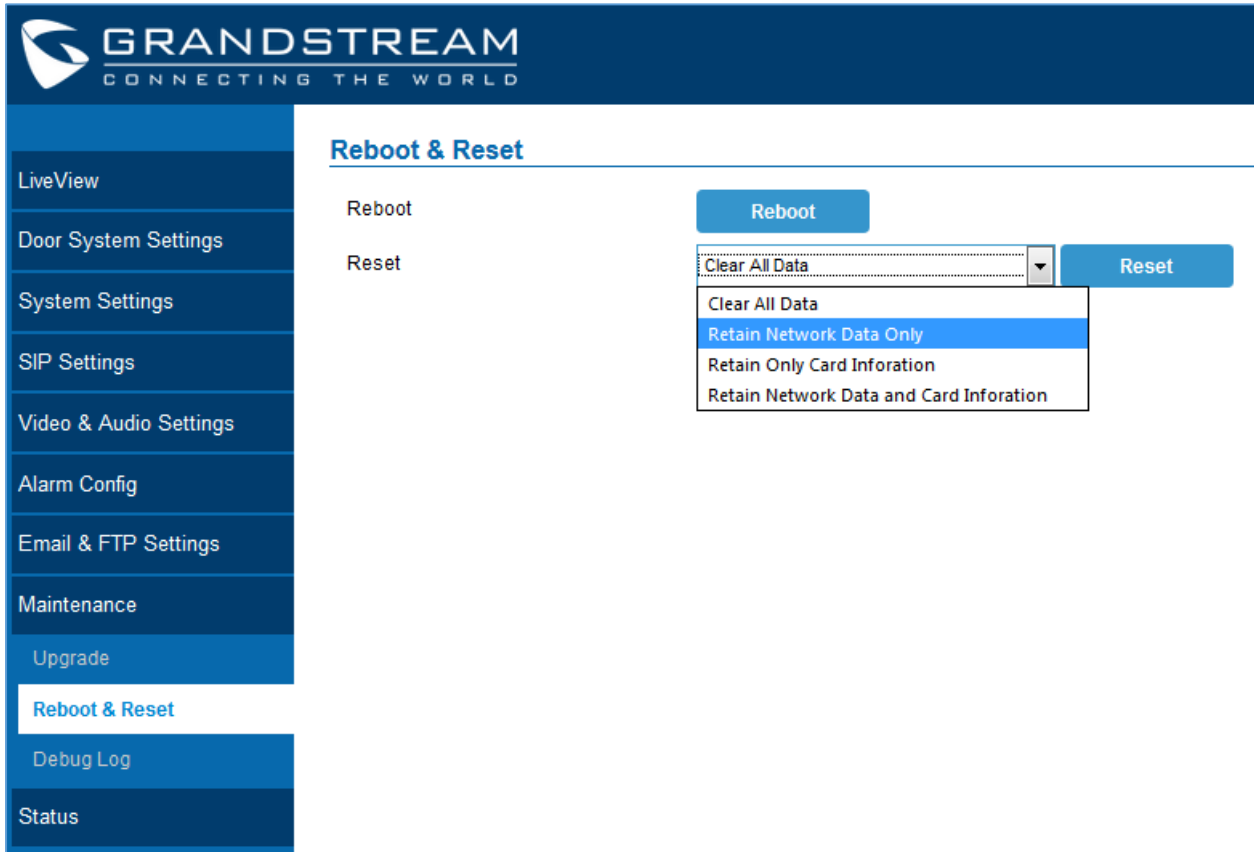 GRANDSTREAM
CONNECTING THE WORLD
LiveView
Door System Settings
System Settings
SIP Settings
Video & Audio Settings
Alarm Config
Email & FTP Settings
Maintenance
Upgrade
Reboot & Reset
Debug Log
Status
Reboot & Reset
Reboot Reboot
Reset Clear All Data Reset
Clear All Data
Retain Network Data Only
Retain Only Card Inforation
Retain Network Data and Card Inforation